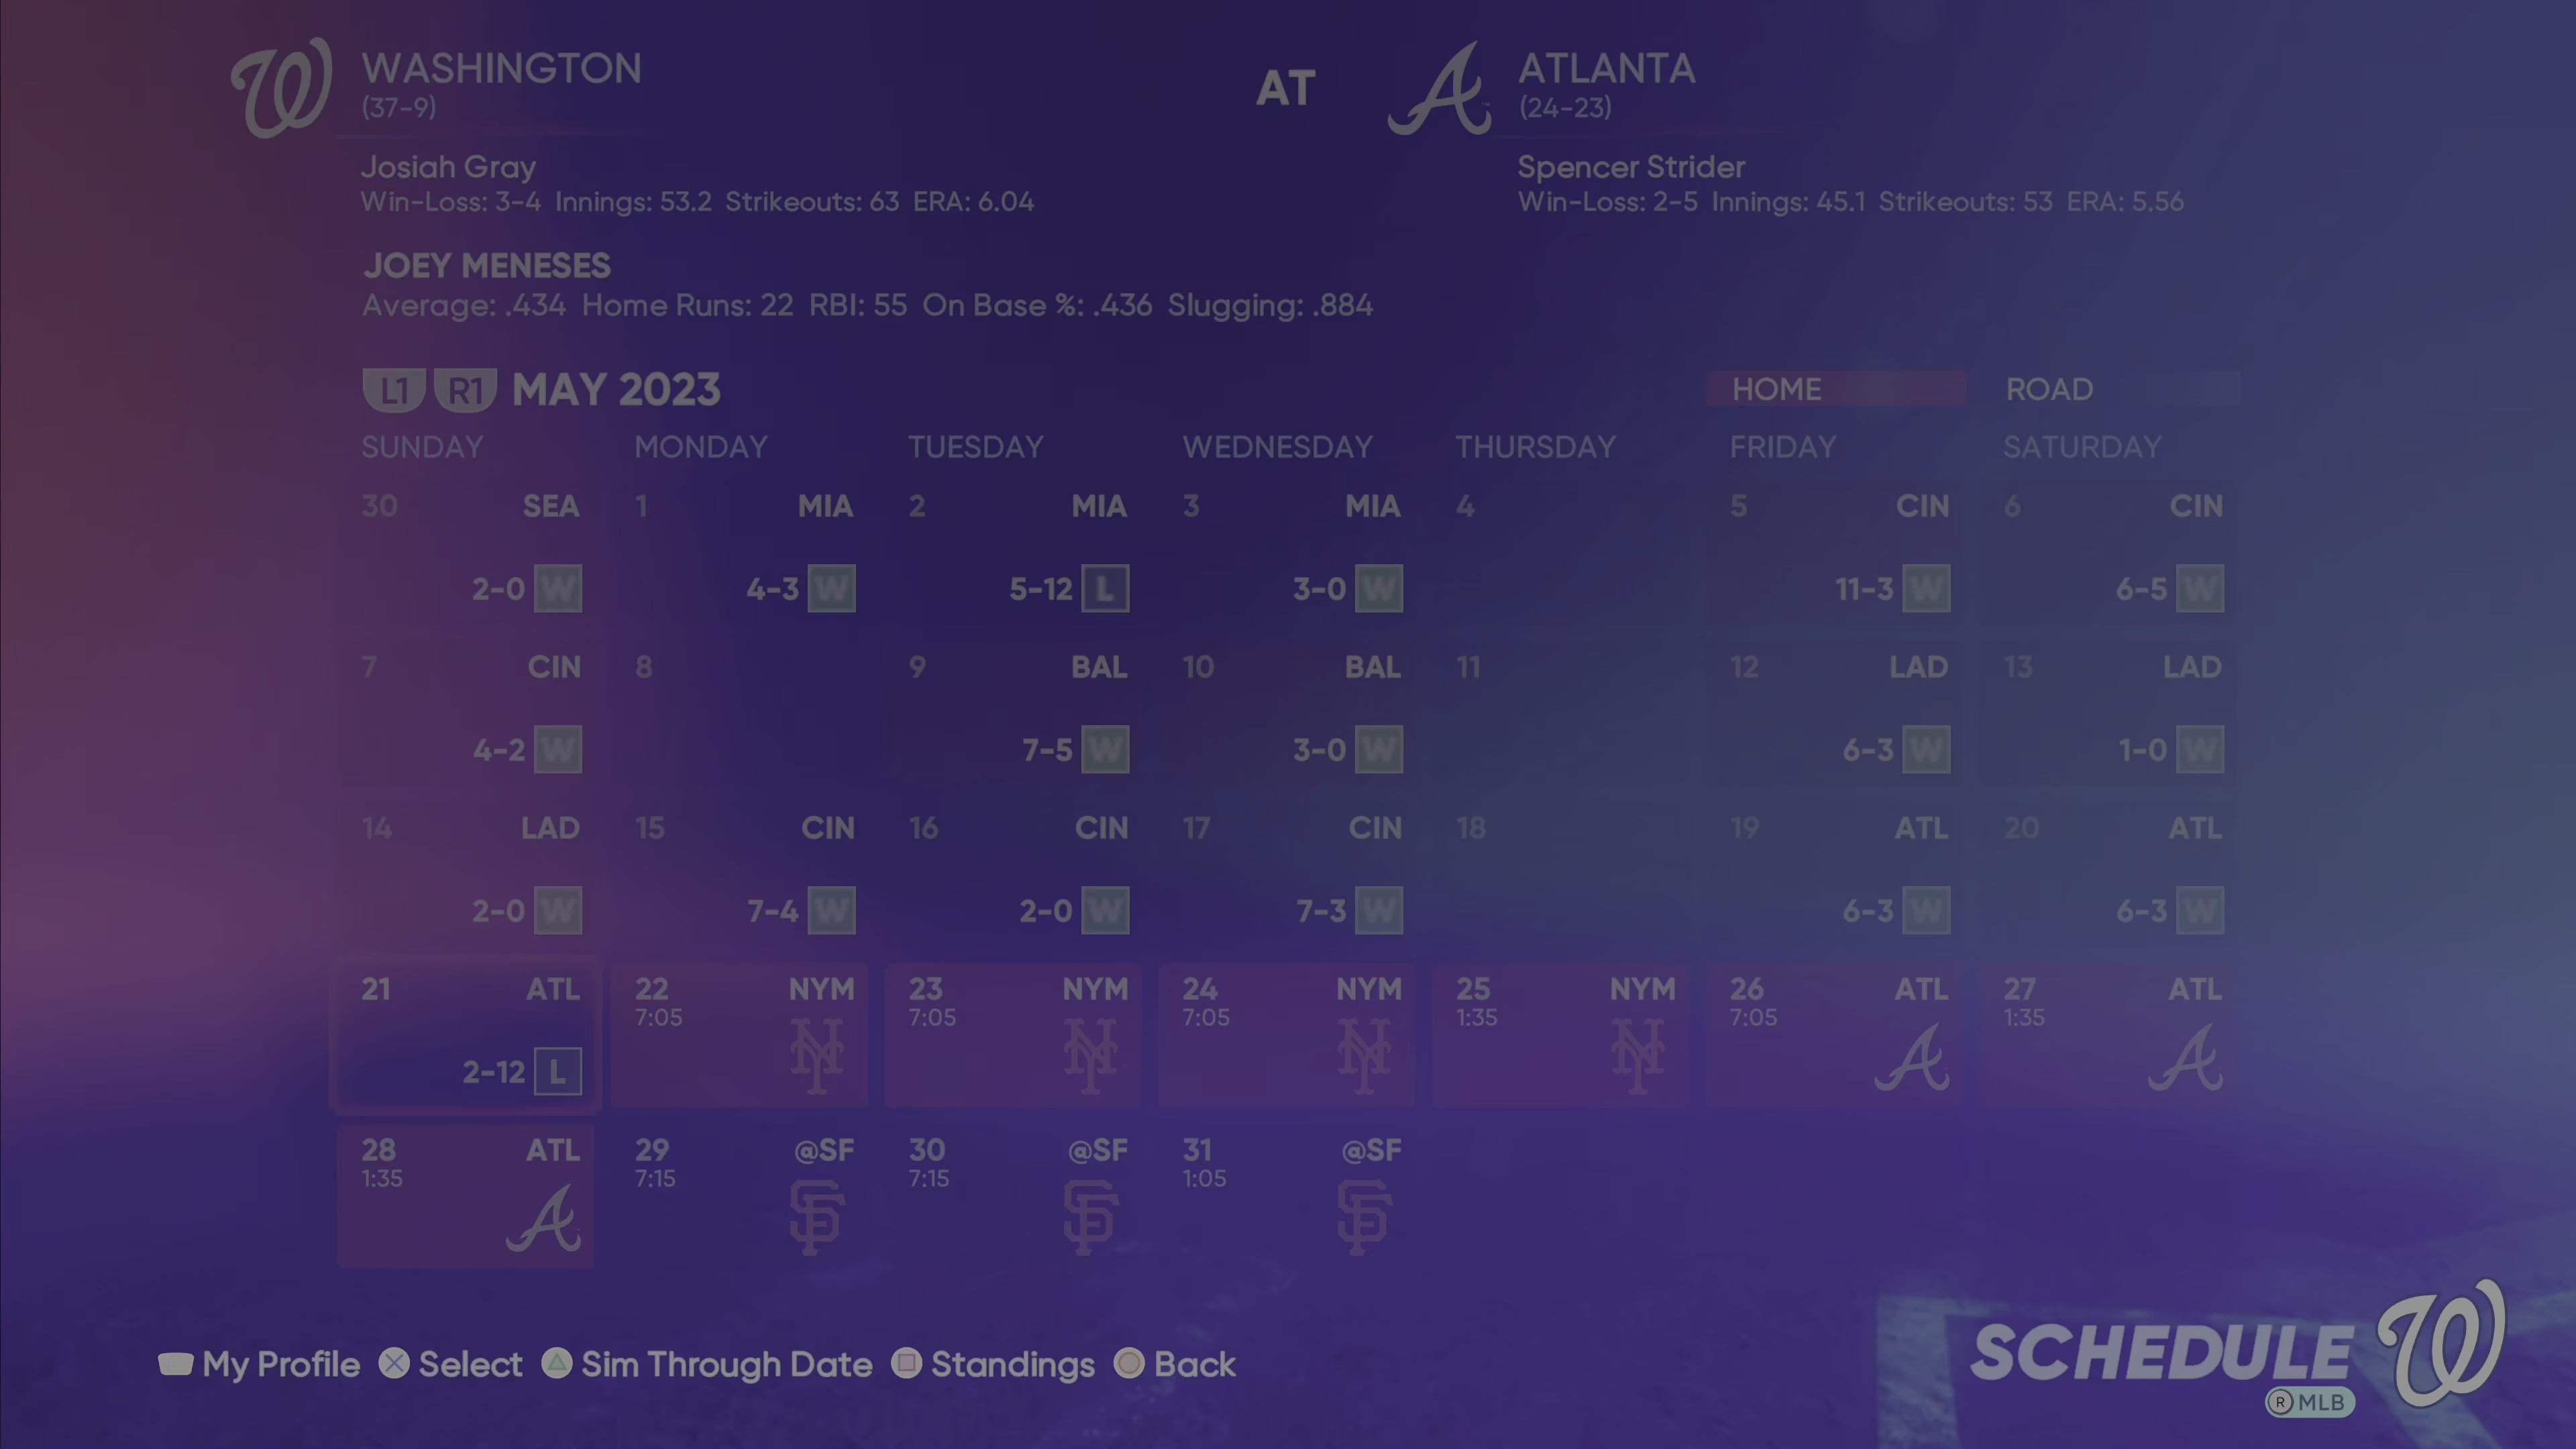 WASHINGTON
(37-9)
AT
ATLANTA
(24-23)
Josiah Gray
Win-Loss: 3-4 Innings: 53.2 Strikeouts: 63 ERA: 6.04
Spencer Strider
Win-Loss: 2-5 Innings: 45.1 Strikeouts: 53 ERA: 5.56
JOEY MENESES
Average: .434 Home Runs: 22 RBI: 55 On Base %: .436 Slugging: .884
L1 R1 MAY 2023 HOME ROAD
SUNDAY MONDAY TUESDAY WEDNESDAY THURSDAY FRIDAY SATURDAY
30 SEA 1 MIA 2 MIA 3 MIA 4 5 CIN 6 CIN
2-0 W 4-3 W 5-12 L 3-0 W 11-3 W 6-5 W
7 CIN 8 9 BAL 10 BAL 11 12 LAD 13 LAD
4-2 W 7-5 W 3-0 W 6-3 W 1-0 W
14 LAD 15 CIN 16 CIN 17 CIN 18 19 ATL 20 ATL
2-0 W 7-4 W 2-0 W 7-3 W 6-3 W 6-3 W
21 ATL 22 NYM 23 NYM 24 NYM 25 NYM 26 ATL 27 ATL
7:05 7:05 7:05 1:35 7:05 1:35
2-12 L
28 ATL 29 @SF 30 @SF 31 @SF
1:35 7:15 7:15 1:05
My Profile Select Sim Through Date Standings Back
SCHEDULE
R MLB